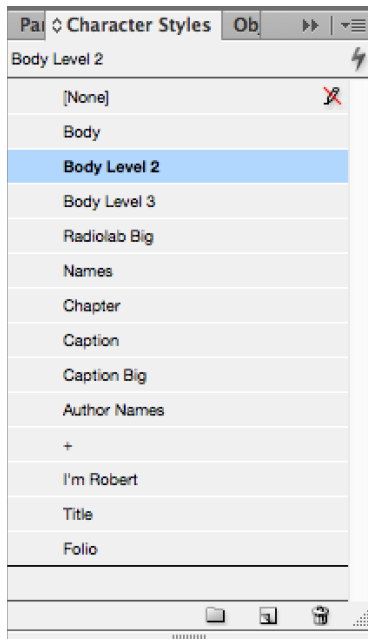 Pa Character Styles Ob
Body Level 2
[None]
Body
Body Level 2
Body Level 3
Radiolab Big
Names
Chapter
Caption
Caption Big
Author Names
+
I'm Robert
Title
Folio